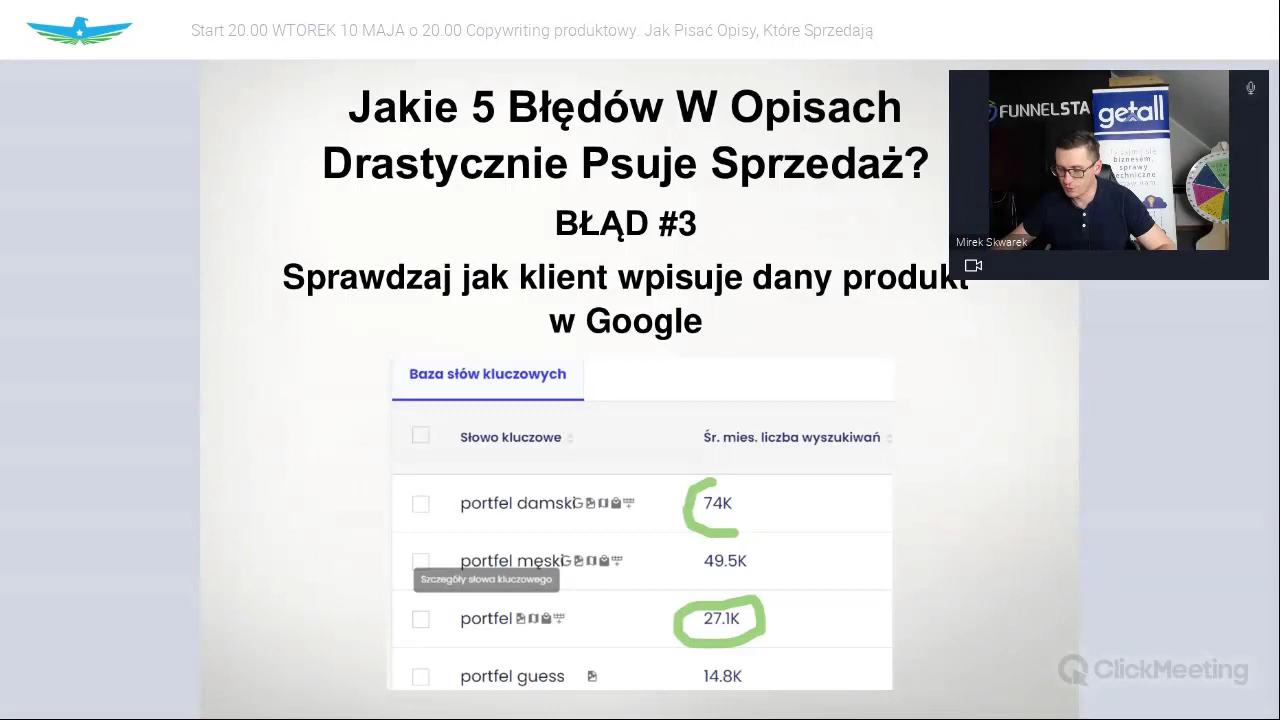 Start 20.00 WTOREK 10 MAJA o 20.00 Copywriting produktowy. Jak Pisać Opisy, Które Sprzedają
Jakie 5 Błędów W Opisach
Drastycznie Psuje Sprzedaż?
BŁĄD #3
Sprawdzaj jak klient wpisuje dany produkt
w Google
FUNNELSTA
getall
biznesem,
sprawy
techniczne
Mirek Skwarek
Baza słów kluczowych
Słowo kluczowe
Śr. mies. liczba wyszukiwań
portfel damski
74K
portfel męski
49.5K
Szczegóły słowa kluczowego
portfel
27.1K
portfel guess
14.8K
ClickMeeting